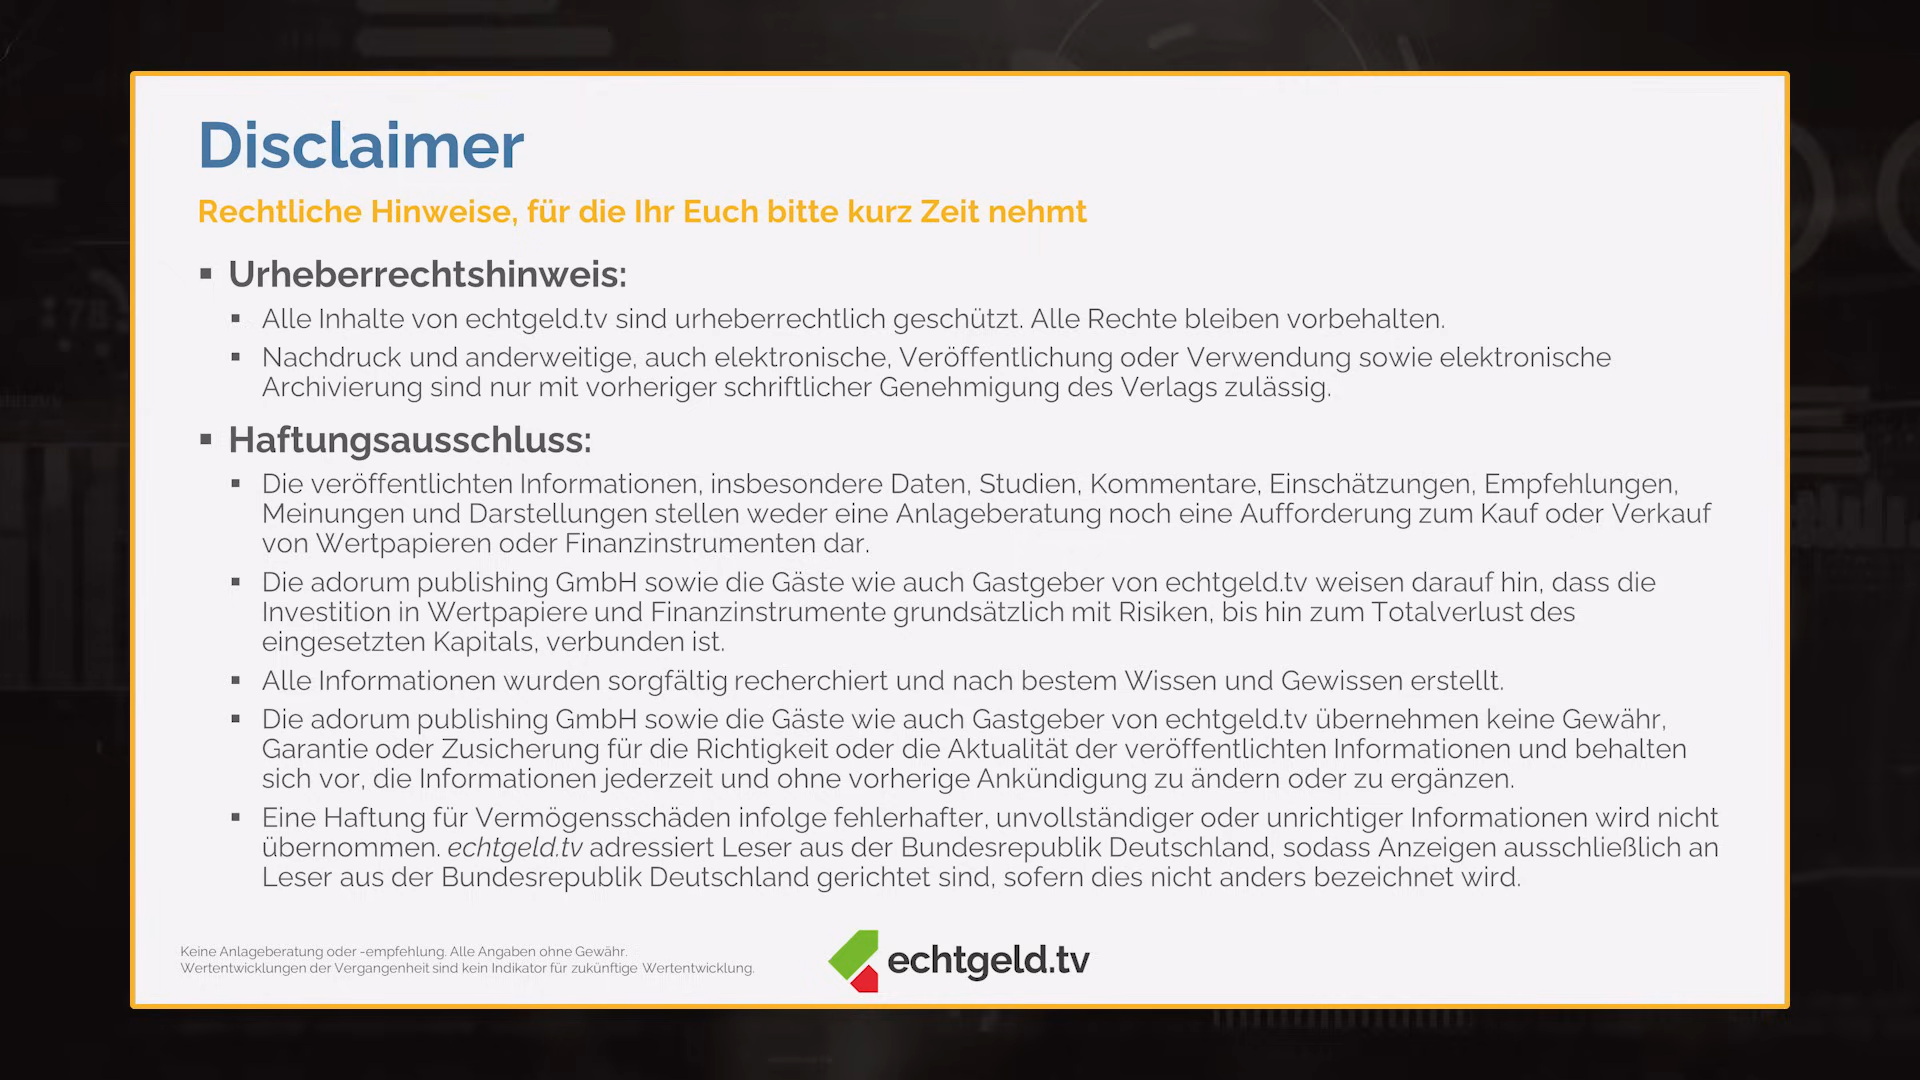 Disclaimer
Rechtliche Hinweise, für die Ihr Euch bitte kurz Zeit nehmt
▪ Urheberrechtshinweis:
▪ Alle Inhalte von echtgeld.tv sind urheberrechtlich geschützt. Alle Rechte bleiben vorbehalten.
▪ Nachdruck und anderweitige, auch elektronische, Veröffentlichung oder Verwendung sowie elektronische
Archivierung sind nur mit vorheriger schriftlicher Genehmigung des Verlags zulässig.
▪ Haftungsausschluss:
▪ Die veröffentlichten Informationen, insbesondere Daten, Studien, Kommentare, Einschätzungen, Empfehlungen,
Meinungen und Darstellungen stellen weder eine Anlageberatung noch eine Aufforderung zum Kauf oder Verkauf
von Wertpapieren oder Finanzinstrumenten dar.
▪ Die adorum publishing GmbH sowie die Gäste wie auch Gastgeber von echtgeld.tv weisen darauf hin, dass die
Investition in Wertpapiere und Finanzinstrumente grundsätzlich mit Risiken, bis hin zum Totalverlust des
eingesetzten Kapitals, verbunden ist.
▪ Alle Informationen wurden sorgfältig recherchiert und nach bestem Wissen und Gewissen erstellt.
▪ Die adorum publishing GmbH sowie die Gäste wie auch Gastgeber von echtgeld.tv übernehmen keine Gewähr,
Garantie oder Zusicherung für die Richtigkeit oder die Aktualität der veröffentlichten Informationen und behalten
sich vor, die Informationen jederzeit und ohne vorherige Ankündigung zu ändern oder zu ergänzen.
▪ Eine Haftung für Vermögensschäden infolge fehlerhafter, unvollständiger oder unrichtiger Informationen wird nicht
übernommen. echtgeld.tv adressiert Leser aus der Bundesrepublik Deutschland, sodass Anzeigen ausschließlich an
Leser aus der Bundesrepublik Deutschland gerichtet sind, sofern dies nicht anders bezeichnet wird.
Keine Anlageberatung oder -empfehlung. Alle Angaben ohne Gewähr.
Wertentwicklungen der Vergangenheit sind kein Indikator für zukünftige Wertentwicklung.
echtgeld.tv